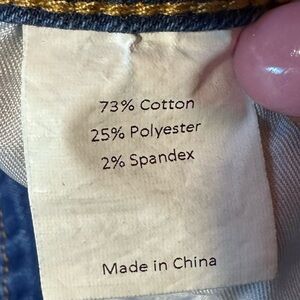 73% Cotton
25% Polyester
2% Spandex
Made in China